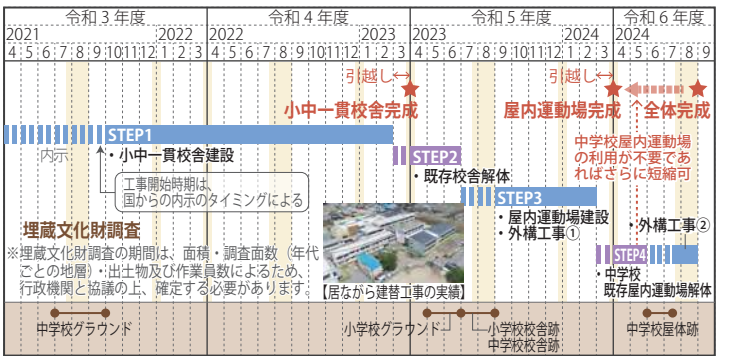 令和3年度 令和4年度 令和5年度 令和6年度
2021 2022 2022 2023 2023 2024 2024
4 5 6 7 8 9 10 11 12 1 2 3 4 5 6 7 8 9 10 11 12 1 2 3 4 5 6 7 8 9 10 11 12 1 2 3 4 5 6 7 8 9
引越し↔ 引越し↔
小中一貫校舎完成 屋内運動場完成 全体完成
STEP1
内示 ・小中一貫校舎建設
工事開始時期は、
国からの内示のタイミングによる
STEP2
・既存校舎解体
中学校屋内運動場
の利用が不要であ
ればさらに短縮可
STEP3
・屋内運動場建設
・外構工事①
・外構工事②
STEP4
・中学校
既存屋内運動場解体
埋蔵文化財調査
※埋蔵文化財調査の期間は、面積・調査面数（年代
ごとの地層）・出土物及び作業員数によるため、
行政機関と協議の上、確定する必要があります。
【居ながら建替工事の実績】
中学校グラウンド 小学校グラウンド 小学校校舎跡
中学校校舎跡
中学校屋体跡